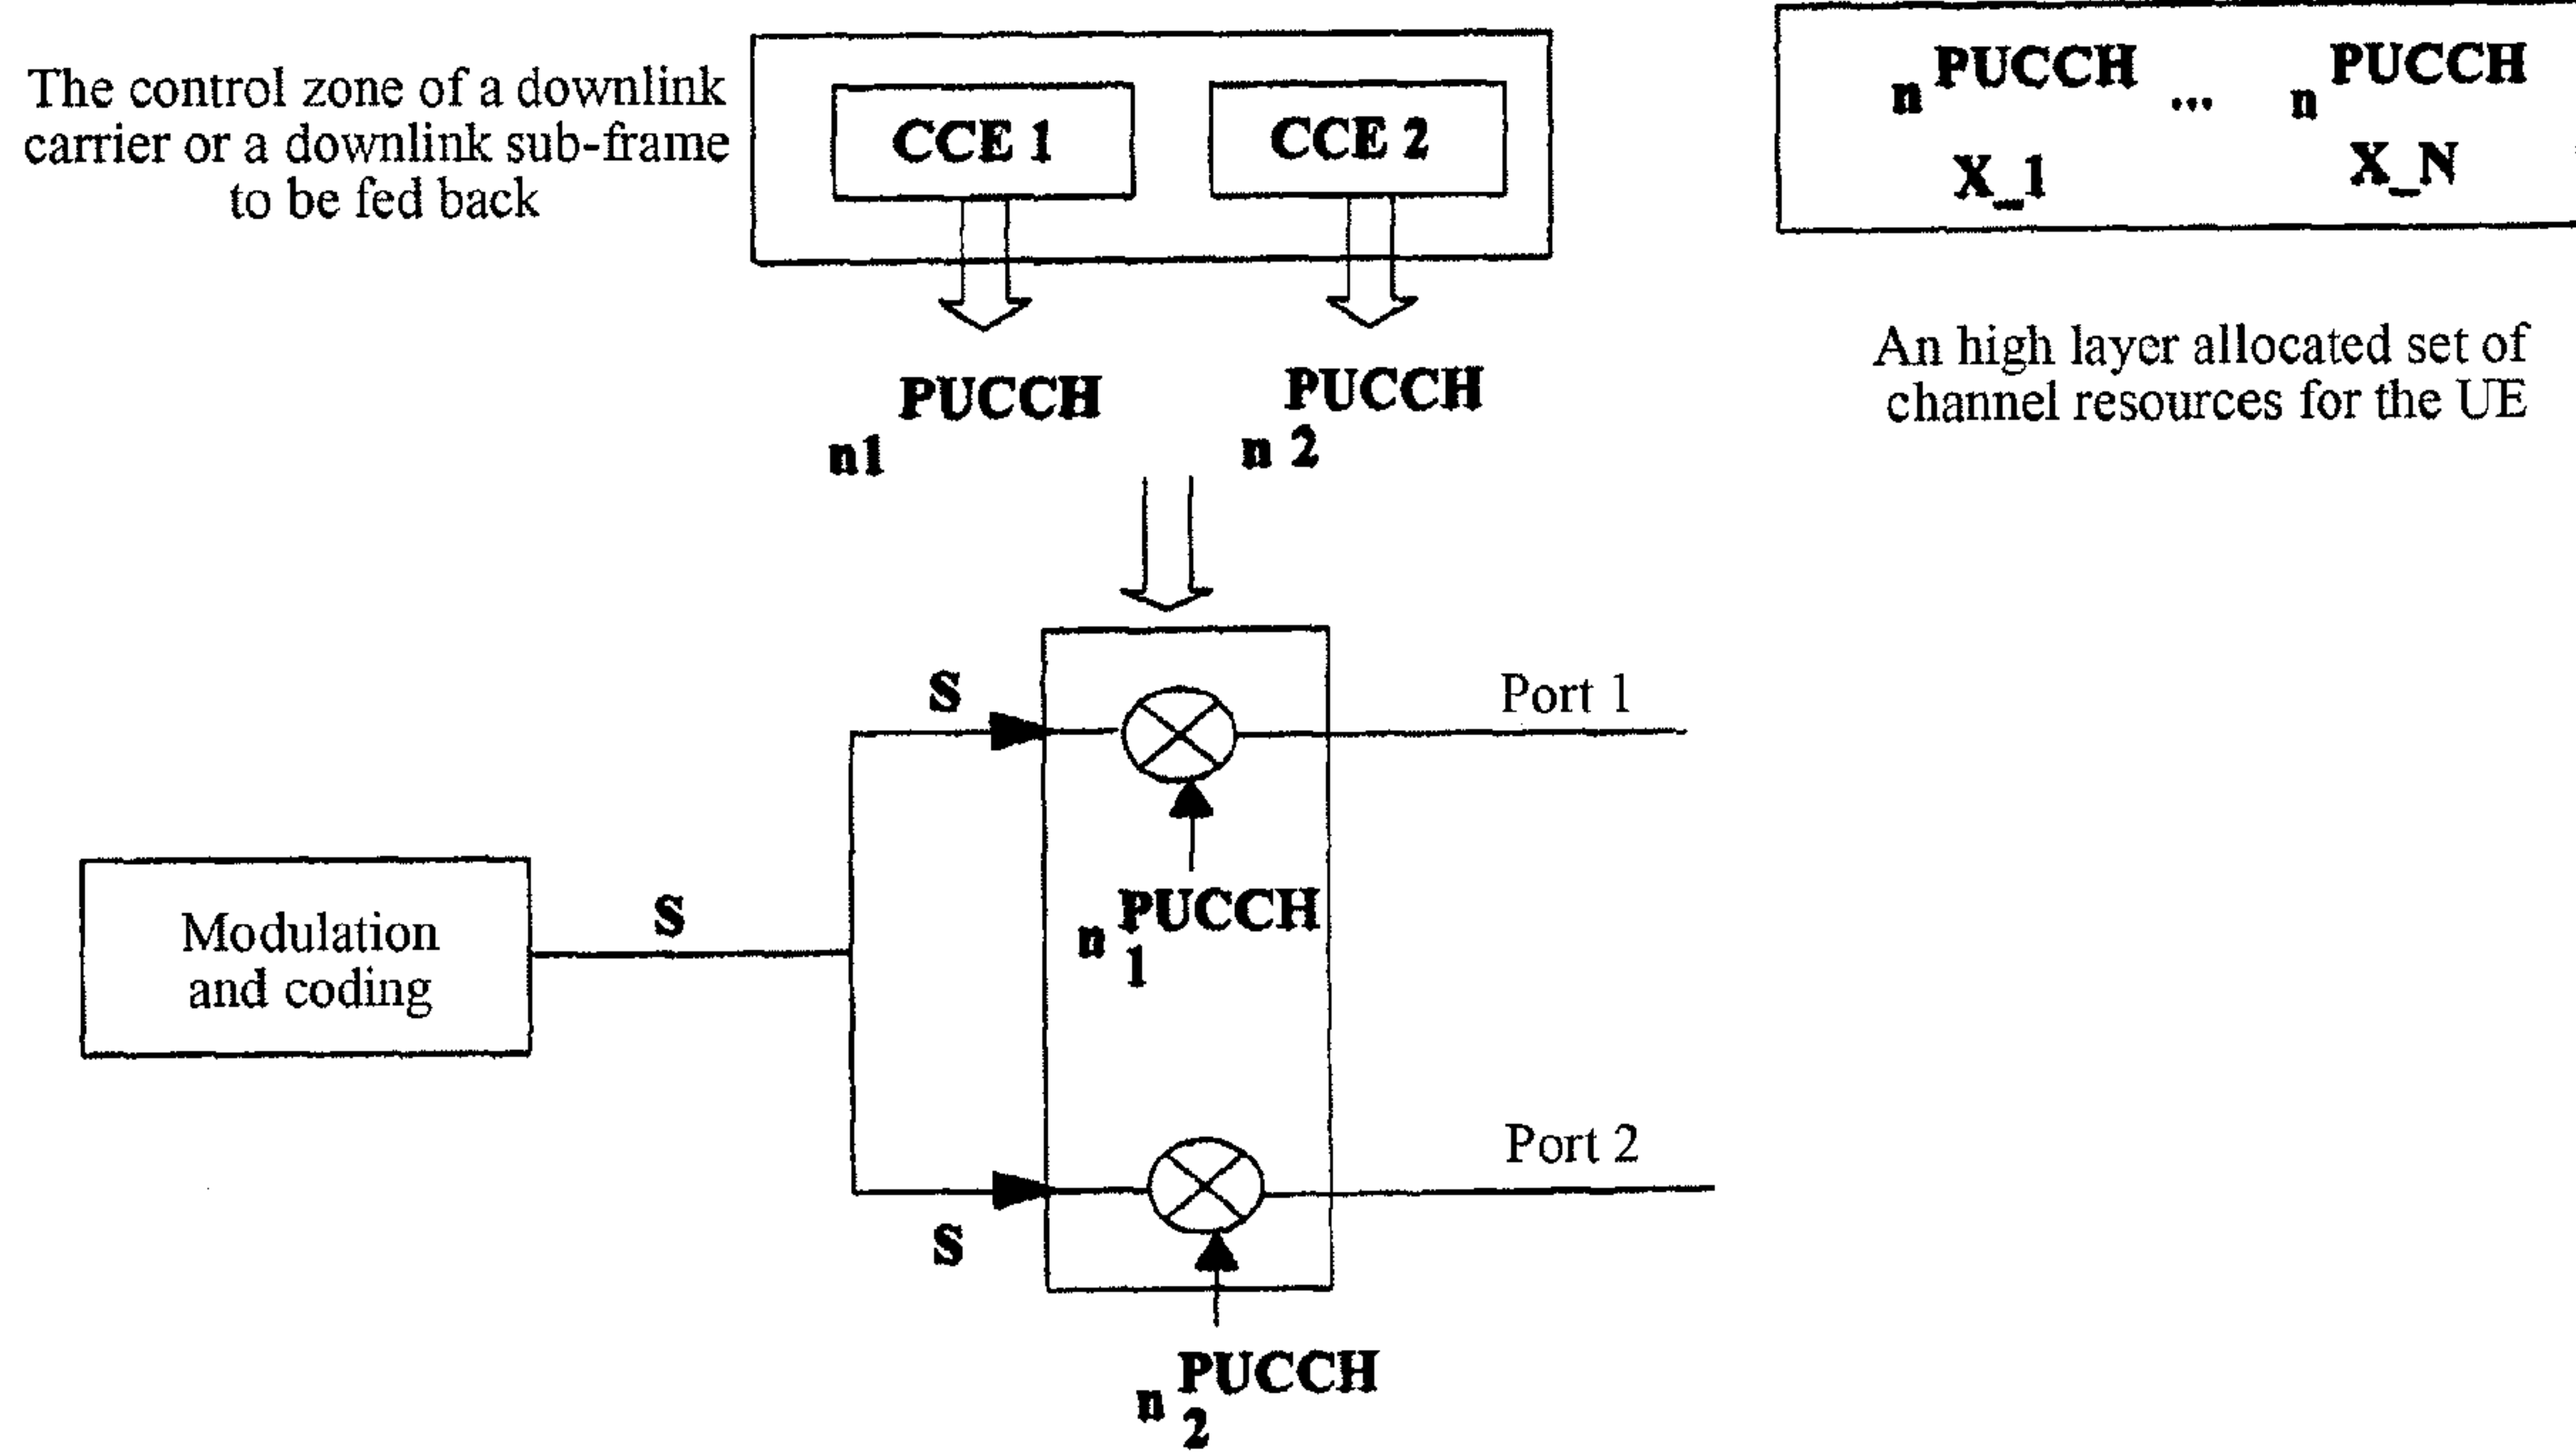 The control zone of a downlink
carrier or a downlink sub-frame
to be fed back
CCE 1
CCE 2
n PUCCH ... n PUCCH
X_1 X_N
An high layer allocated set of
channel resources for the UE
PUCCH
n1
PUCCH
n 2
S
Port 1
n PUCCH
1
Modulation
and coding
S
Port 2
S
n PUCCH
2